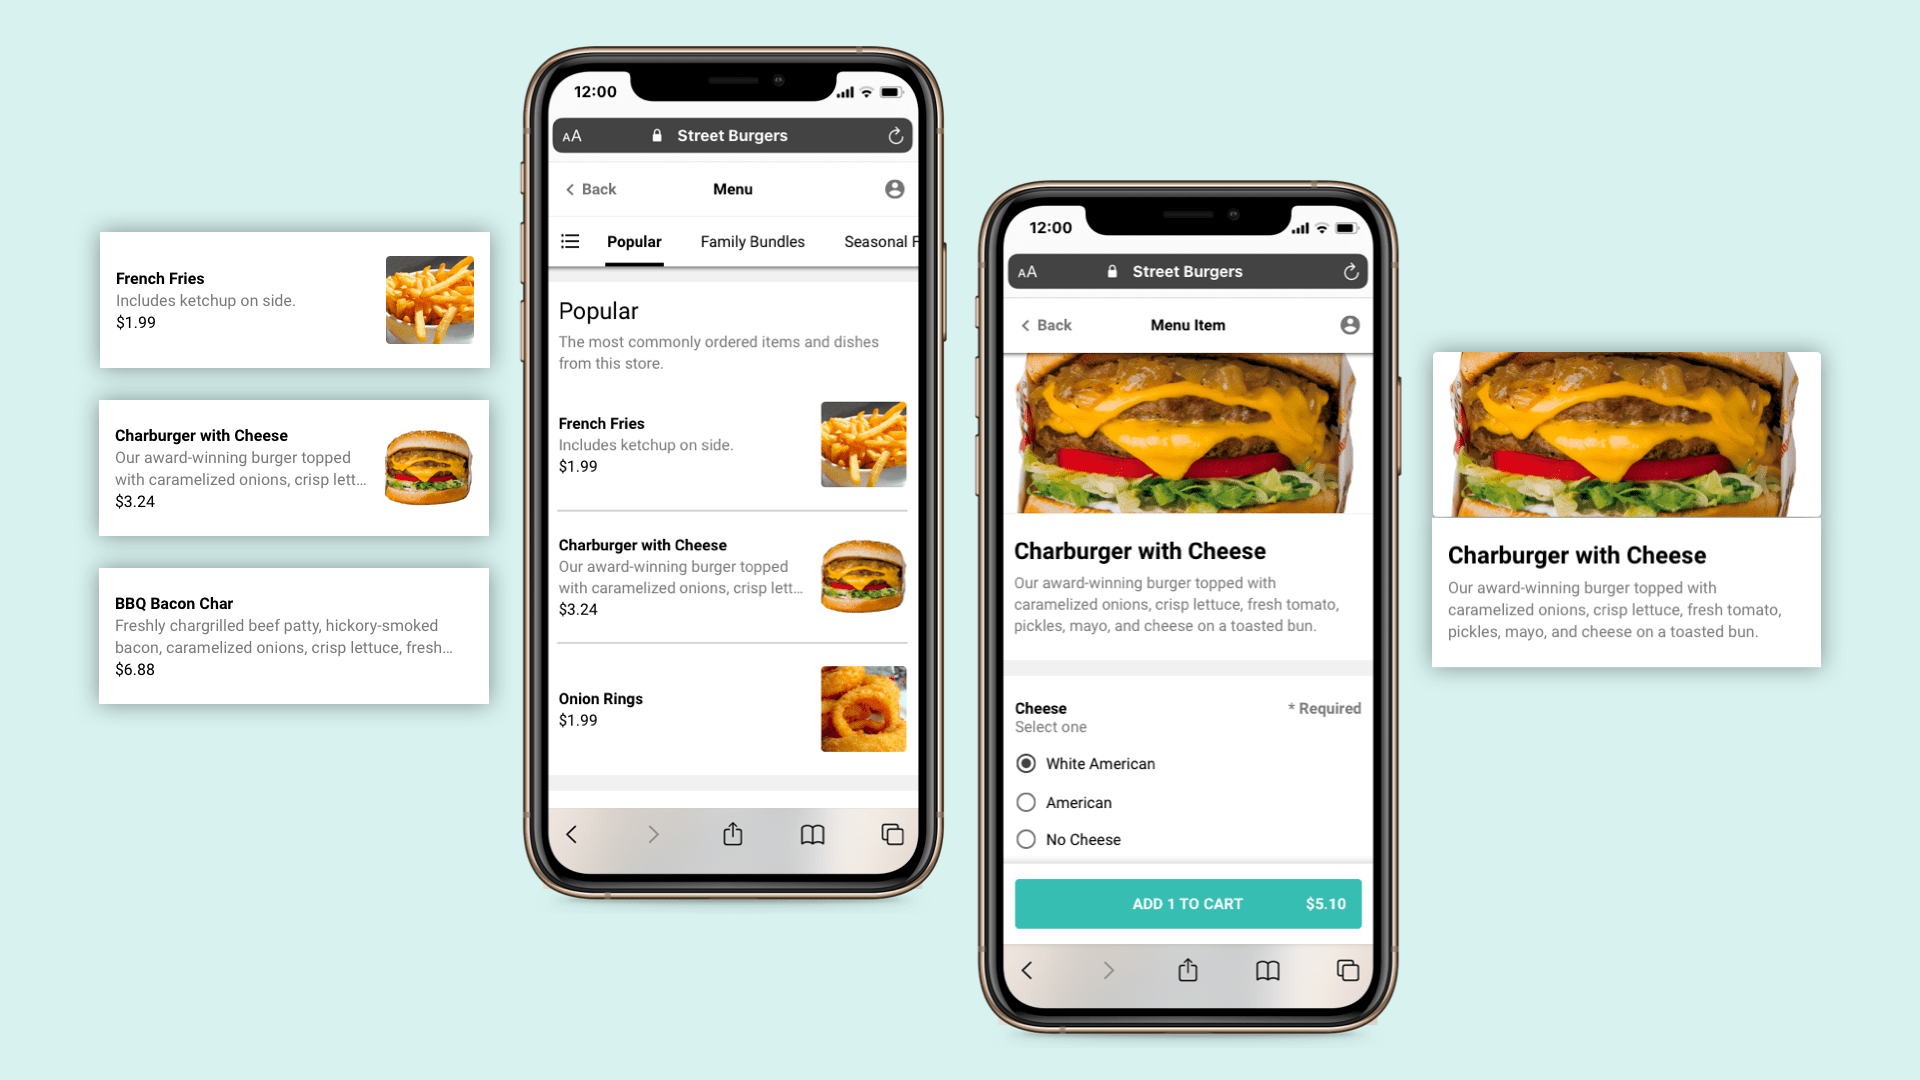 French Fries
Includes ketchup on side.
$1.99
Charburger with Cheese
Our award-winning burger topped
with caramelized onions, crisp lett...
$3.24
BBQ Bacon Char
Freshly chargrilled beef patty, hickory-smoked
bacon, caramelized onions, crisp lettuce, fresh...
$6.88
12:00
AA Street Burgers
Back Menu
Popular Family Bundles Seasonal F
Popular
The most commonly ordered items and dishes
from this store.
French Fries
Includes ketchup on side.
$1.99
Charburger with Cheese
Our award-winning burger topped
with caramelized onions, crisp lett...
$3.24
Onion Rings
$1.99
12:00
AA Street Burgers
Back Menu Item
Charburger with Cheese
Our award-winning burger topped with
caramelized onions, crisp lettuce, fresh tomato,
pickles, mayo, and cheese on a toasted bun.
Cheese * Required
Select one
White American
American
No Cheese
ADD 1 TO CART $5.10
Charburger with Cheese
Our award-winning burger topped with
caramelized onions, crisp lettuce, fresh tomato,
pickles, mayo, and cheese on a toasted bun.